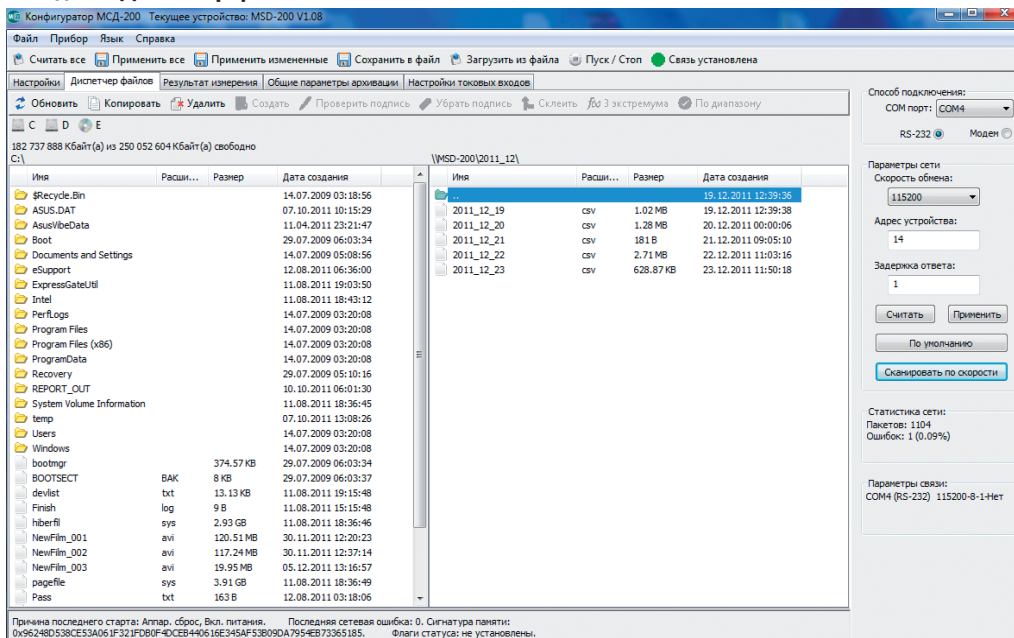 Конфигуратор МСД-200 Текущее устройство: MSD-200 V1.08
Файл Прибор Язык Справка
Считать все Применить все Применить измененные Сохранить в файл Загрузить из файла Пуск / Стоп Связь установлена
Настройки Диспетчер файлов Результат измерения Общие параметры архивации Настройки токовых входов
Обновить Копировать Удалить Создать Проверить подпись Убрать подпись Склеить 3 экстремума По диапазону
C D E
182 737 888 Кбайт(а) из 250 052 604 Кбайт(а) свободно
C:\ \\MSD-200\2011_12\
Имя Расши... Размер Дата создания
$Recycle.Bin 14.07.2009 03:18:56
ASUS.DAT 07.10.2011 10:15:29
AsusVibeData 11.04.2011 23:21:47
Boot 29.07.2009 06:03:34
Documents and Settings 14.07.2009 05:08:56
eSupport 12.08.2011 06:36:00
ExpressGateUtil 11.08.2011 19:03:50
Intel 11.08.2011 18:43:12
PerfLogs 14.07.2009 03:20:08
Program Files 14.07.2009 03:20:08
Program Files (x86) 14.07.2009 03:20:08
ProgramData 14.07.2009 03:20:08
Recovery 29.07.2009 05:10:16
REPORT_OUT 10.10.2011 06:01:30
System Volume Information 11.08.2011 18:36:45
temp 07.10.2011 13:08:26
Users 14.07.2009 03:20:08
Windows 14.07.2009 03:20:08
bootmgr 374.57 KB 29.07.2009 06:03:34
BOOTSECT BAK 8 KB 29.07.2009 06:03:37
devlist txt 13.13 KB 11.08.2011 19:15:48
Finish log 9 B 11.08.2011 15:15:48
hiberfil sys 2.93 GB 11.08.2011 18:36:46
NewFilm_001 avi 120.51 MB 30.11.2011 12:20:23
NewFilm_002 avi 117.24 MB 30.11.2011 12:37:14
NewFilm_003 avi 19.95 MB 05.12.2011 13:16:57
pagefile sys 3.91 GB 11.08.2011 18:36:49
Pass txt 163 B 12.08.2011 03:18:06
Имя Расши... Размер Дата создания
.. 19.12.2011 12:39:36
2011_12_19 csv 1.02 MB 19.12.2011 12:39:38
2011_12_20 csv 1.28 MB 20.12.2011 00:00:06
2011_12_21 csv 181 B 21.12.2011 09:05:10
2011_12_22 csv 2.71 MB 22.12.2011 11:03:16
2011_12_23 csv 628.87 KB 23.12.2011 11:50:18
Способ подключения:
COM порт: COM4
RS-232 Модем
Параметры сети
Скорость обмена:
115200
Адрес устройства:
14
Задержка ответа:
1
Считать Применить
По умолчанию
Сканировать по скорости
Статистика сети:
Пакетов: 1104
Ошибок: 1 (0.09%)
Параметры связи:
COM4 (RS-232) 115200-8-1-Нет
Причина последнего старта: Аппар. сброс, Вкл. питания. Последняя сетевая ошибка: 0. Сигнатура памяти:
0x96248D538CE53A061F321FDB0F4DCEB440616E345AF53B09DA7954EB73365185. Флаги статуса: не установлены.